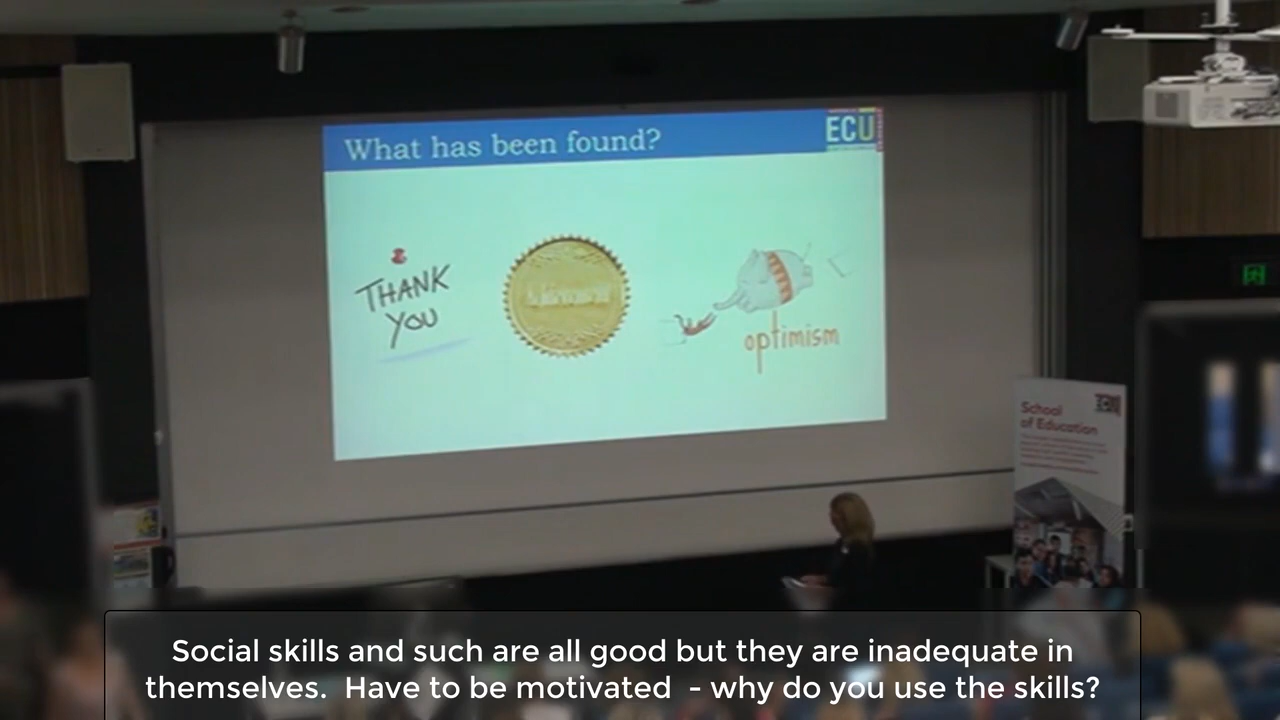 What has been found?
ECU
THANK
YOU
optimism
School
of Education
Social skills and such are all good but they are inadequate in
themselves.  Have to be motivated  - why do you use the skills?